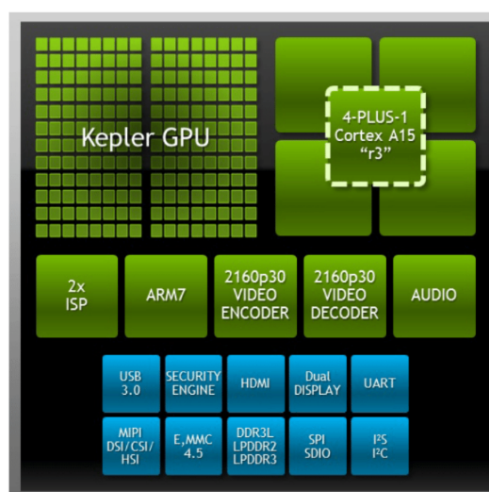 Kepler GPU
4-PLUS-1
Cortex A15
“r3”
2x
ISP
ARM7
2160p30
VIDEO
ENCODER
2160p30
VIDEO
DECODER
AUDIO
USB
3.0
SECURITY
ENGINE
HDMI
Dual
DISPLAY
UART
MIPI
DSI/CSI/
HSI
E,MMC
4.5
DDR3L
LPDDR2
LPDDR3
SPI
SDIO
I²S
I²C